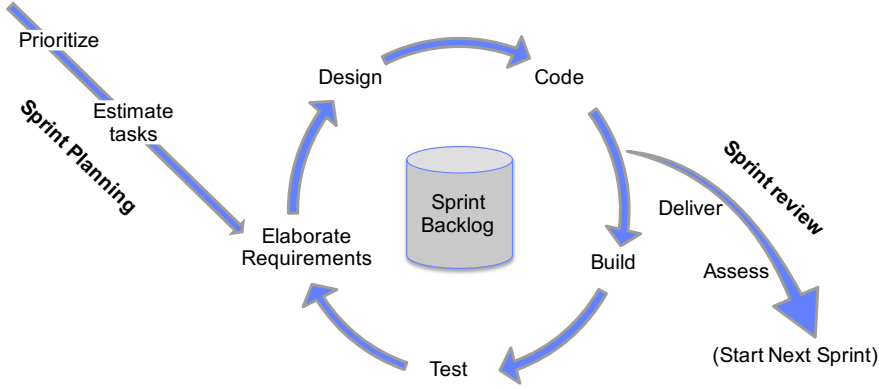 Prioritize
Estimate
tasks
Sprint Planning
Design
Code
Sprint
Backlog
Elaborate
Requirements
Build
Test
Sprint review
Deliver
Assess
(Start Next Sprint)